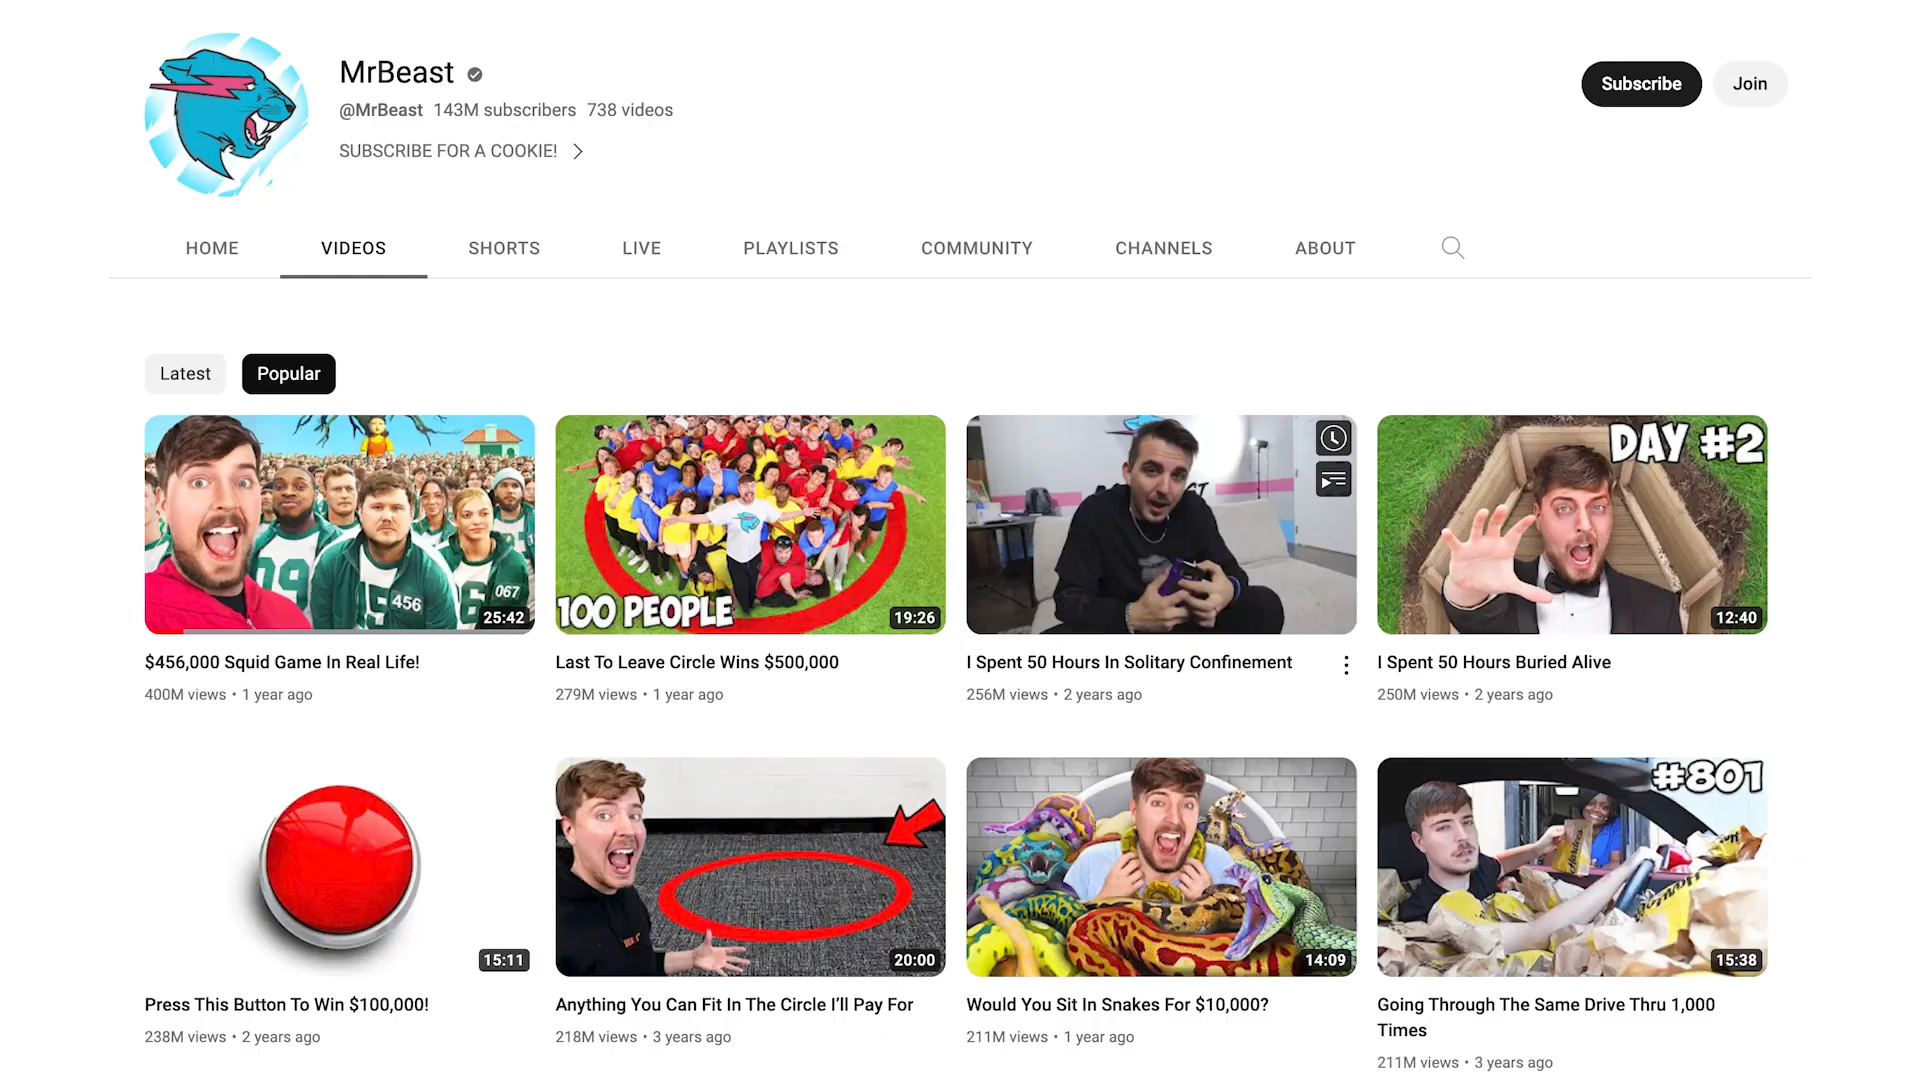 MrBeast
@MrBeast 143M subscribers 738 videos
SUBSCRIBE FOR A COOKIE!
Subscribe Join
HOME VIDEOS SHORTS LIVE PLAYLISTS COMMUNITY CHANNELS ABOUT
Latest Popular
067
456
25:42
100 PEOPLE
19:26
DAY #2
12:40
$456,000 Squid Game In Real Life!
400M views • 1 year ago
Last To Leave Circle Wins $500,000
279M views • 1 year ago
I Spent 50 Hours In Solitary Confinement
256M views • 2 years ago
I Spent 50 Hours Buried Alive
250M views • 2 years ago
15:11
20:00
14:09
#801
15:38
Press This Button To Win $100,000!
238M views • 2 years ago
Anything You Can Fit In The Circle I’ll Pay For
218M views • 3 years ago
Would You Sit In Snakes For $10,000?
211M views • 1 year ago
Going Through The Same Drive Thru 1,000
Times
211M views • 3 years ago